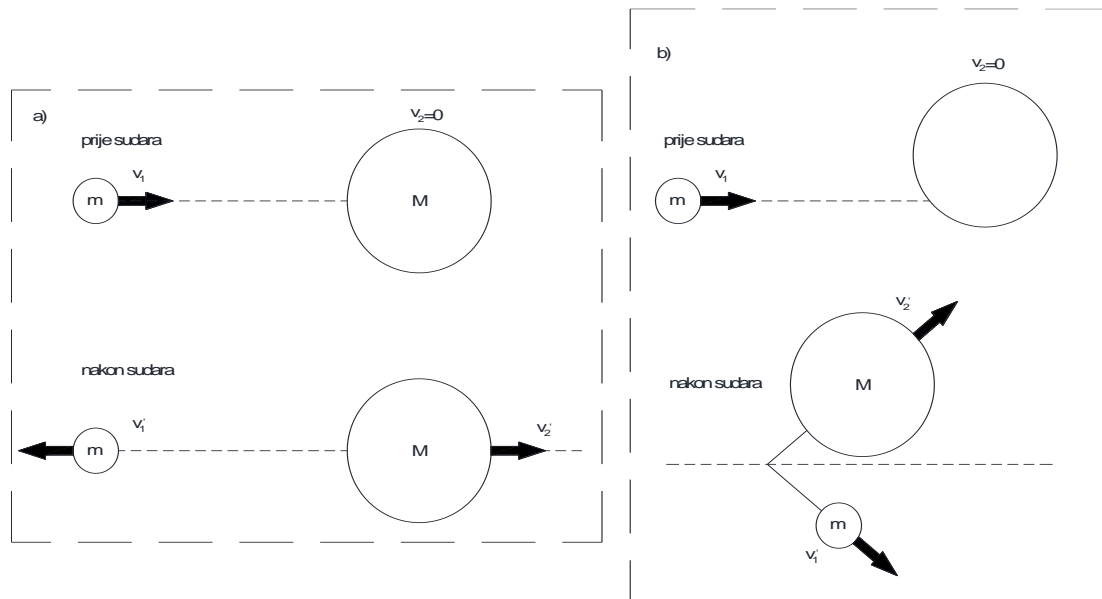 a)
v₂=0
prije sudara
v₁
m
M
nakon sudara
v₁'
v₂'
m
M
b)
v₂=0
prije sudara
v₁
m
v₂'
nakon sudara
M
m
v₁'